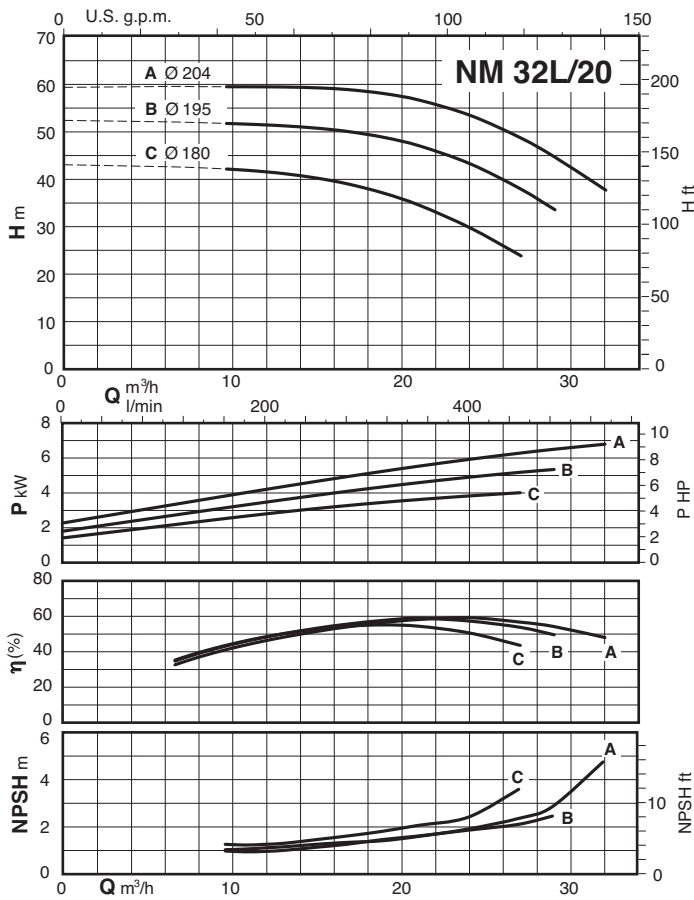 0 U.S. g.p.m. 50 100 150
NM 32L/20
A Ø 204
B Ø 195
C Ø 180
70
60
50
40
30
20
10
0
H m
200
150
100
50
0
H ft
0 10 20 30
Q m³/h
l/min
0 200 400
8
6
4
2
0
P kW
A
B
C
10
8
6
4
2
0
P HP
80
60
40
20
0
η (%)
C B A
6
4
2
0
NPSH m
C
A
B
10
0
NPSH ft
0 Q m³/h 10 20 30